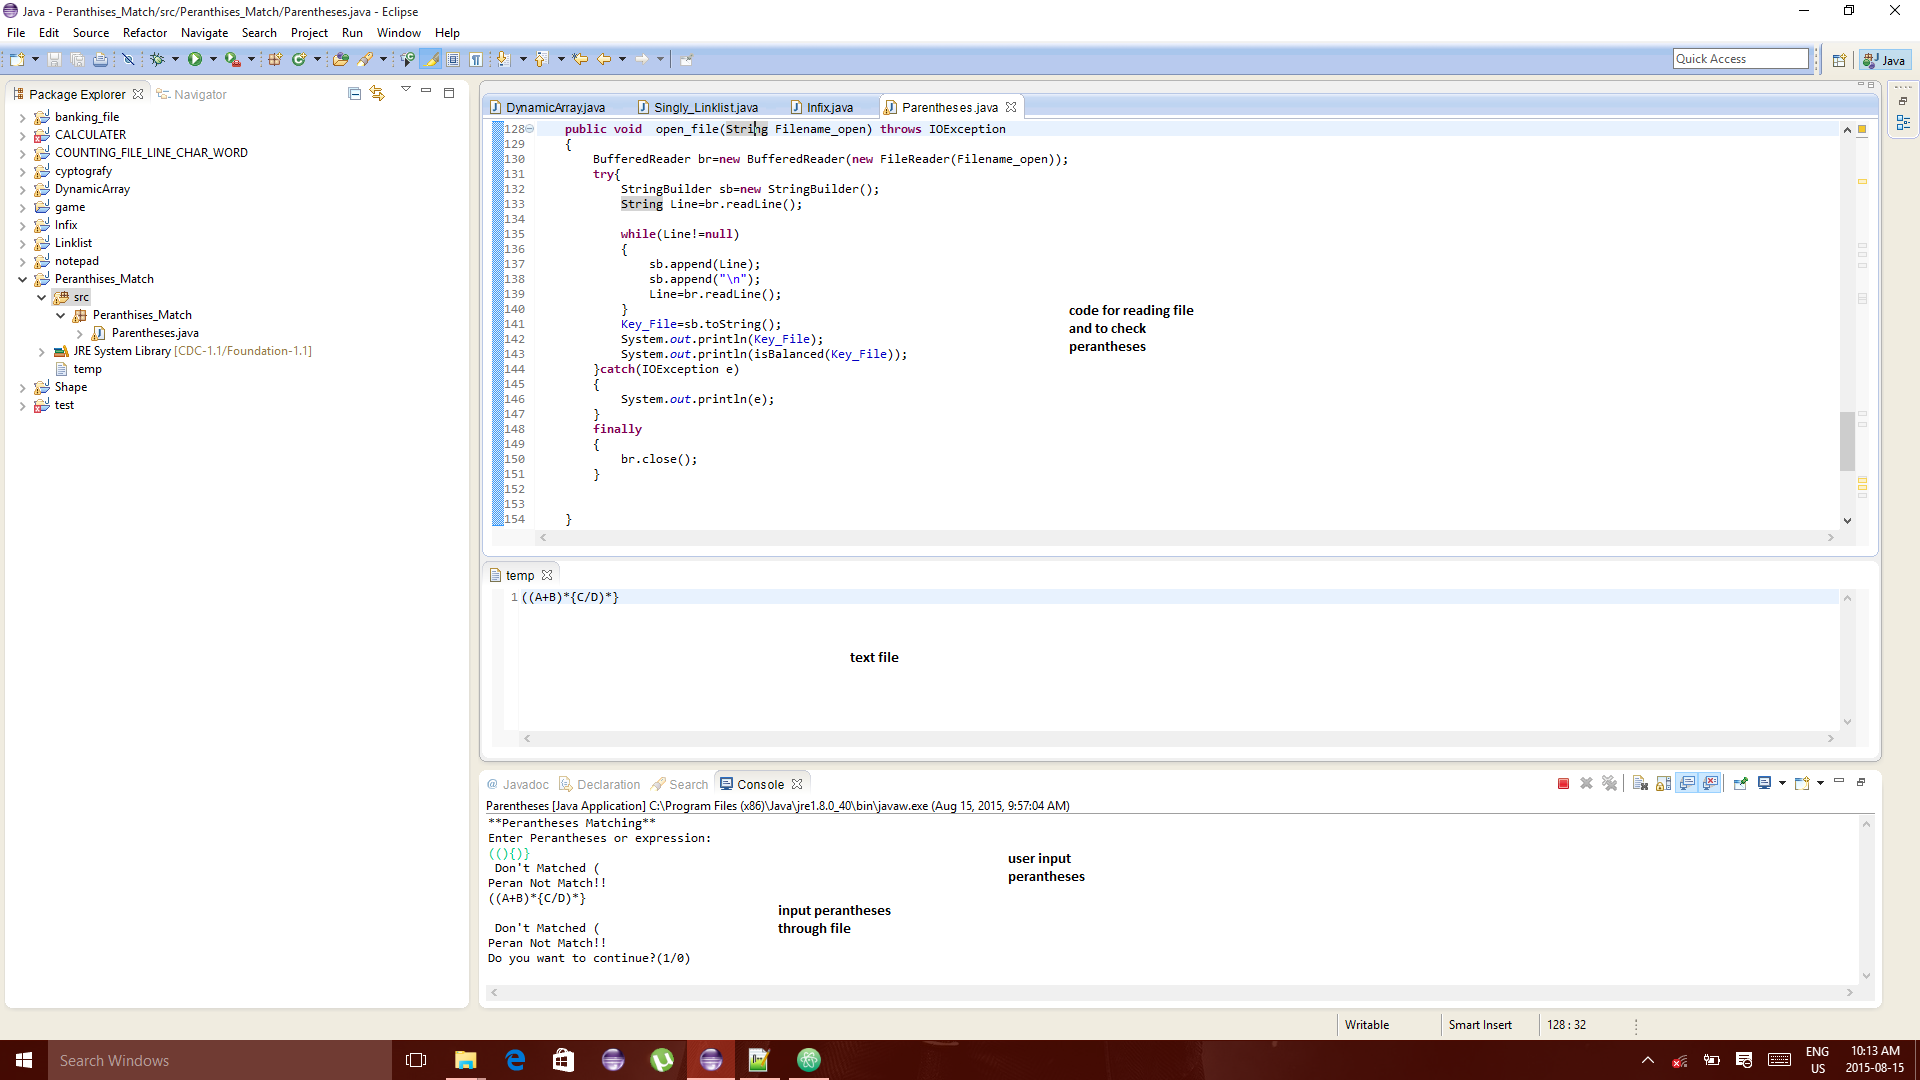 Java - Peranthises_Match/src/Peranthises_Match/Parentheses.java - Eclipse
File Edit Source Refactor Navigate Search Project Run Window Help
Quick Access
Java
Package Explorer
Navigator
banking_file
CALCULATER
COUNTING_FILE_LINE_CHAR_WORD
cyptografy
DynamicArray
game
Infix
Linklist
notepad
Peranthises_Match
src
Peranthises_Match
Parentheses.java
JRE System Library [CDC-1.1/Foundation-1.1]
temp
Shape
test
DynamicArray.java
Singly_Linklist.java
Infix.java
Parentheses.java
128 public void open_file(String Filename_open) throws IOException
129 {
130 BufferedReader br=new BufferedReader(new FileReader(Filename_open));
131 try{
132 StringBuilder sb=new StringBuilder();
133 String Line=br.readLine();
134
135 while(Line!=null)
136 {
137 sb.append(Line);
138 sb.append("\n");
139 Line=br.readLine();
140 }
141 Key_File=sb.toString();
142 System.out.println(Key_File);
143 System.out.println(isBalanced(Key_File));
144 }catch(IOException e)
145 {
146 System.out.println(e);
147 }
148 finally
149 {
150 br.close();
151 }
152
153
154 }
code for reading file
and to check
perantheses
temp
1 ((A+B)*{C/D)*}
text file
@ Javadoc Declaration Search Console
Parentheses [Java Application] C:\Program Files (x86)\Java\jre1.8.0_40\bin\javaw.exe (Aug 15, 2015, 9:57:04 AM)
**Perantheses Matching**
Enter Perantheses or expression:
((){)}
Don't Matched (
Peran Not Match!!
((A+B)*{C/D)*}
Don't Matched (
Peran Not Match!!
Do you want to continue?(1/0)
user input
perantheses
input perantheses
through file
Writable
Smart Insert
128 : 32
Search Windows
ENG
US
10:13 AM
2015-08-15